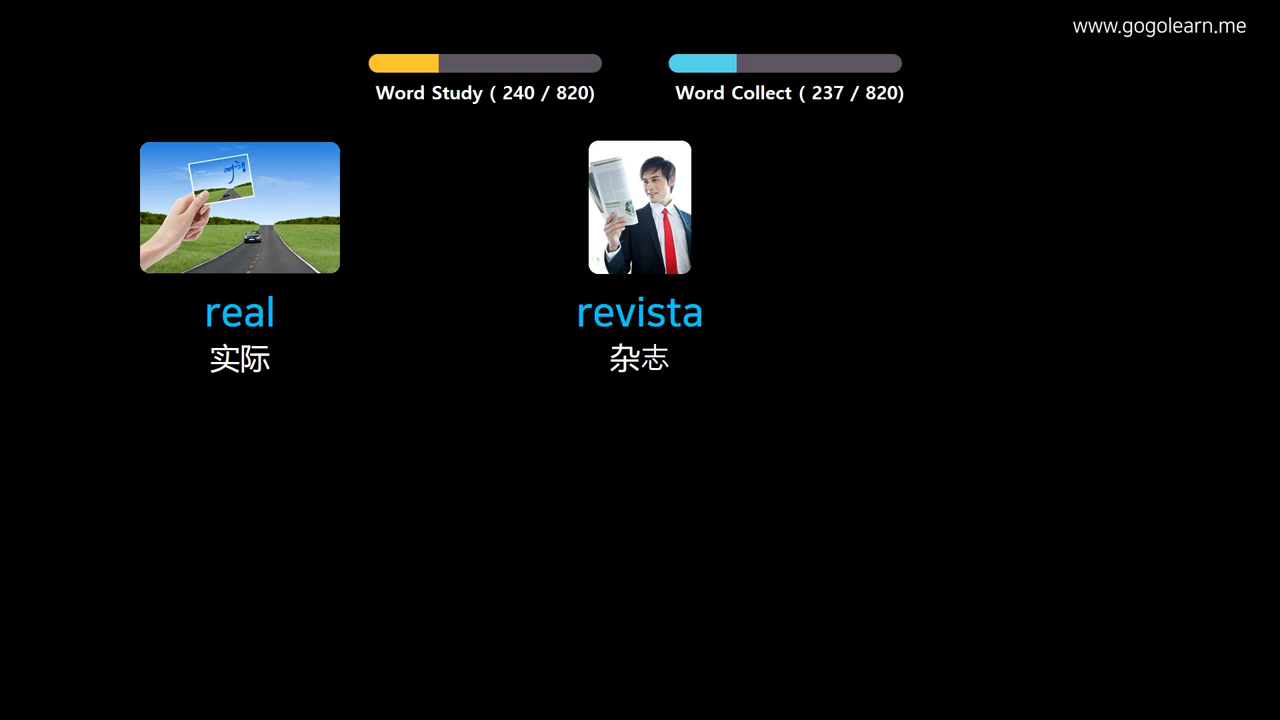 www.gogolearn.me
Word Study ( 240 / 820)
Word Collect ( 237 / 820)
real
实际
revista
杂志